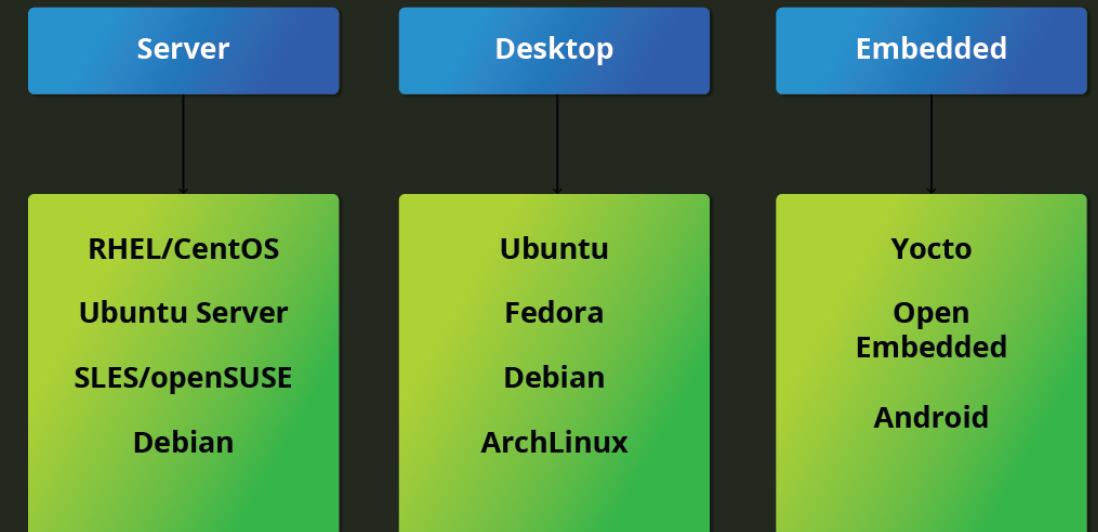 Server
RHEL/CentOS
Ubuntu Server
SLES/openSUSE
Debian
Desktop
Ubuntu
Fedora
Debian
ArchLinux
Embedded
Yocto
Open
Embedded
Android